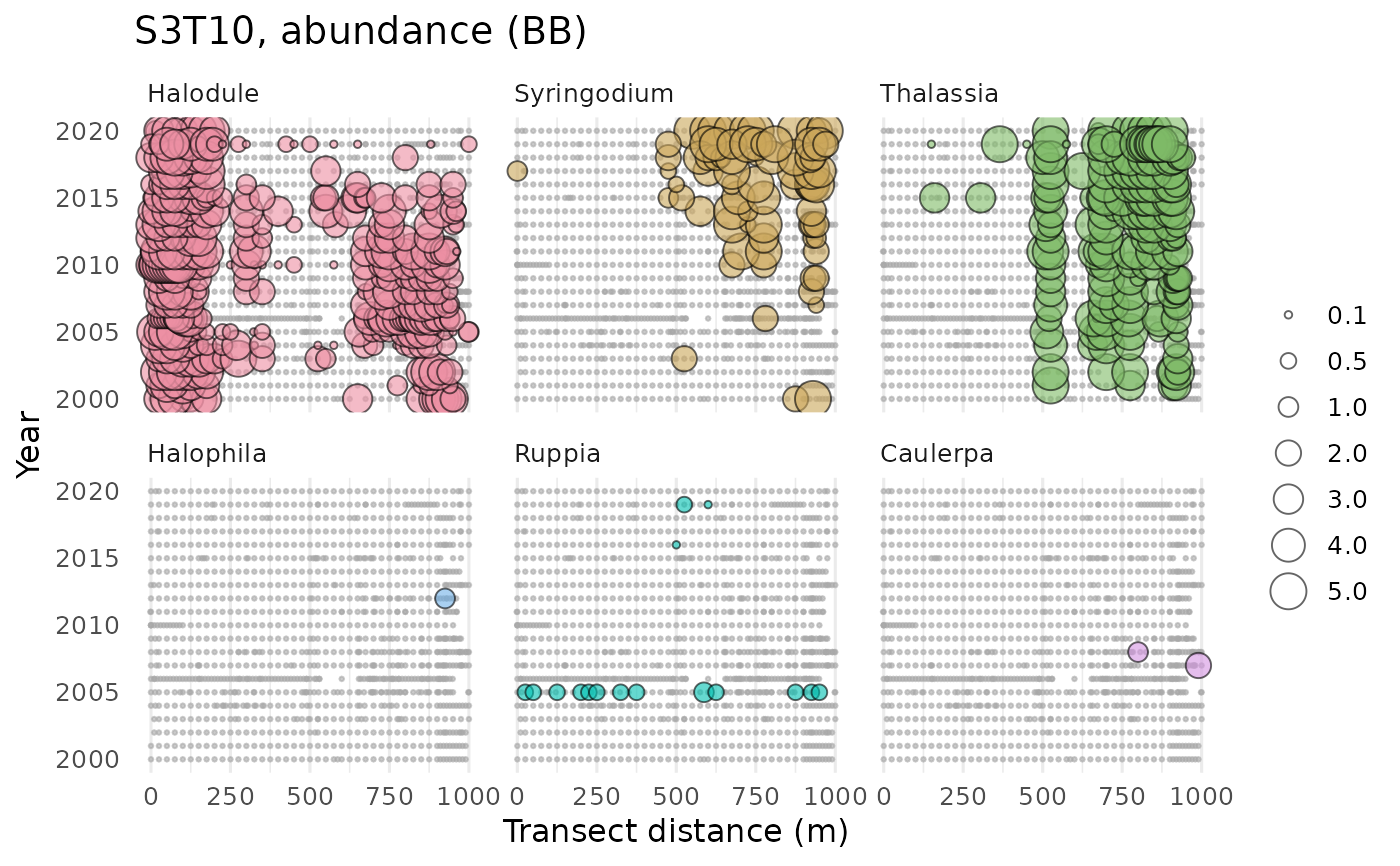 S3T10, abundance (BB)
Halodule
Syringodium
Thalassia
2020
2015
2010
2005
2000
Halophila
Ruppia
Caulerpa
2020
2015
2010
2005
2000
0 250 500 750 1000
0 250 500 750 1000
0 250 500 750 1000
Transect distance (m)
Year
0.1
0.5
1.0
2.0
3.0
4.0
5.0